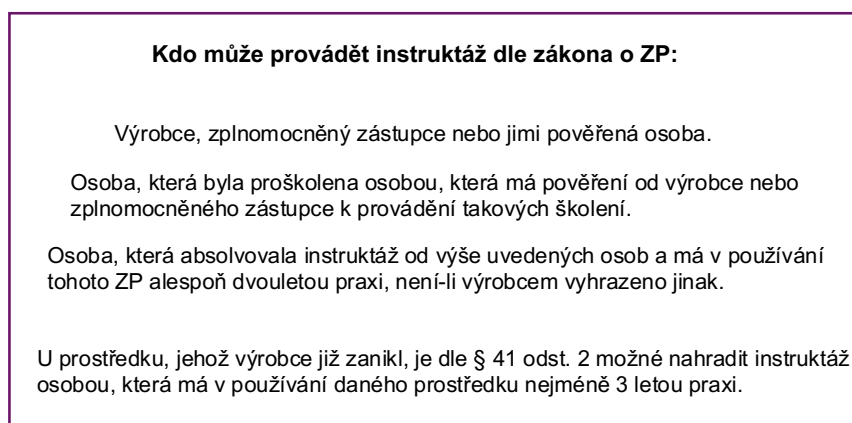 Kdo může provádět instruktáž dle zákona o ZP:
Výrobce, zplnomocněný zástupce nebo jimi pověřená osoba.
Osoba, která byla proškolena osobou, která má pověření od výrobce nebo
zplnomocněného zástupce k provádění takových školení.
Osoba, která absolvovala instruktáž od výše uvedených osob a má v používání
tohoto ZP alespoň dvouletou praxi, není-li výrobcem vyhrazeno jinak.
U prostředku, jehož výrobce již zanikl, je dle § 41 odst. 2 možné nahradit instruktáž
osobou, která má v používání daného prostředku nejméně 3 letou praxi.